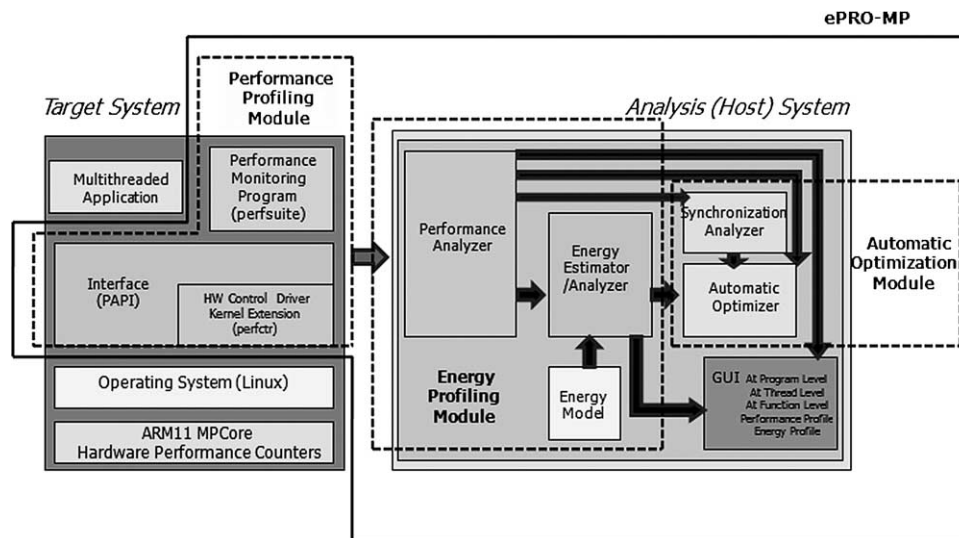 ePRO-MP
Performance
Profiling
Module
Target System
Analysis (Host) System
Multithreaded
Application
Performance
Monitoring
Program
(perfsuite)
Interface
(PAPI)
HW Control Driver
Kernel Extension
(perfctr)
Operating System (Linux)
ARM11 MPCore
Hardware Performance Counters
Performance
Analyzer
Energy
Estimator
/Analyzer
Synchronization
Analyzer
Automatic
Optimizer
Automatic
Optimization
Module
Energy
Profiling
Module
Energy
Model
GUI At Program Level
At Thread Level
At Function Level
Performance Profile
Energy Profile